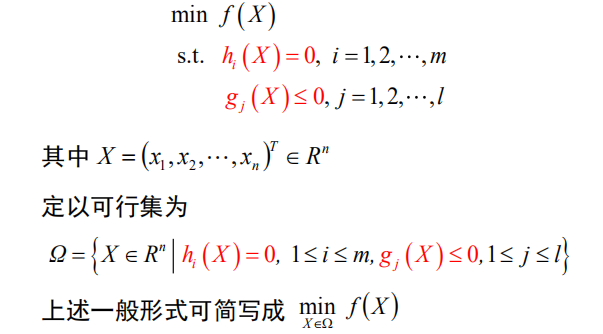 min f(X)
s.t. hᵢ(X)=0, i=1,2,⋯,m
gⱼ(X)≤0, j=1,2,⋯,l
其中 X=(x₁,x₂,⋯,xₙ)ᵀ∈Rⁿ
定以可行集为
Ω={X∈Rⁿ|hᵢ(X)=0, 1≤i≤m,gⱼ(X)≤0,1≤j≤l}
上述一般形式可简写成 min f(X)
X∈Ω